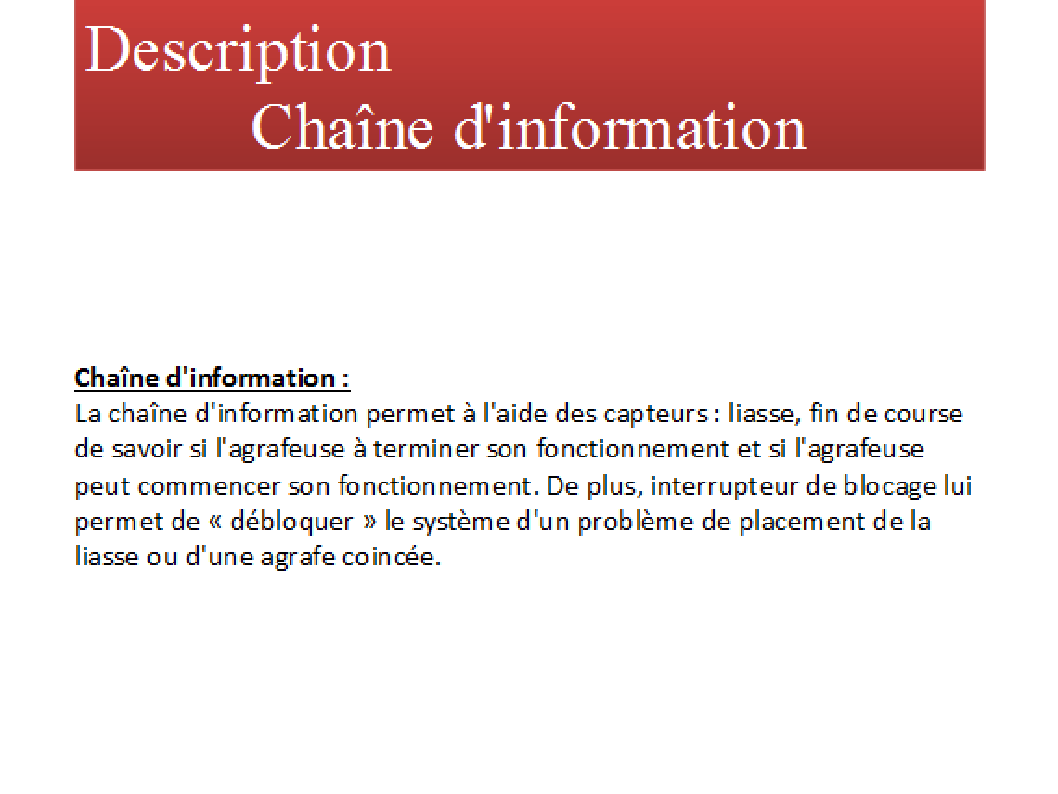 Description
Chaîne d'information
Chaîne d'information :
La chaîne d'information permet à l'aide des capteurs : liasse, fin de course
de savoir si l'agrafeuse à terminer son fonctionnement et si l'agrafeuse
peut commencer son fonctionnement. De plus, interrupteur de blocage lui
permet de « débloquer » le système d'un problème de placement de la
liasse ou d'une agrafe coincée.